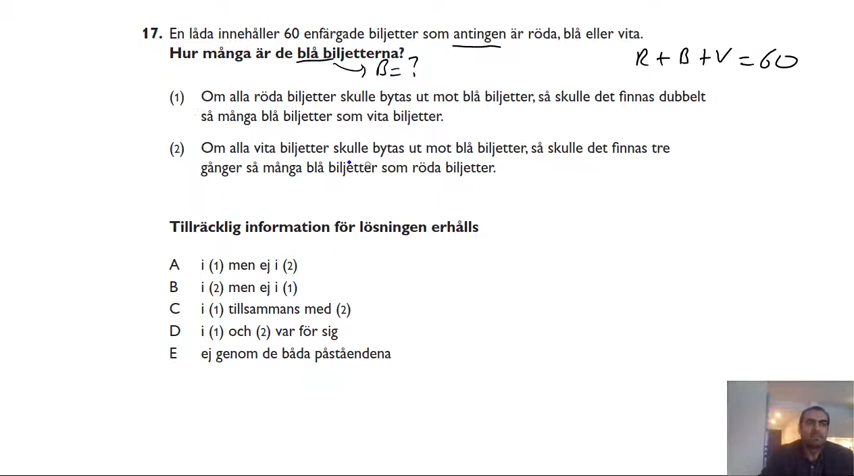 17. En låda innehåller 60 enfärgade biljetter som antingen är röda, blå eller vita.
Hur många är de blå biljetterna?
B = ?
R + B + V = 60
(1) Om alla röda biljetter skulle bytas ut mot blå biljetter, så skulle det finnas dubbelt
så många blå biljetter som vita biljetter.
(2) Om alla vita biljetter skulle bytas ut mot blå biljetter, så skulle det finnas tre
gånger så många blå biljetter som röda biljetter.
Tillräcklig information för lösningen erhålls
A i (1) men ej i (2)
B i (2) men ej i (1)
C i (1) tillsammans med (2)
D i (1) och (2) var för sig
E ej genom de båda påståendena